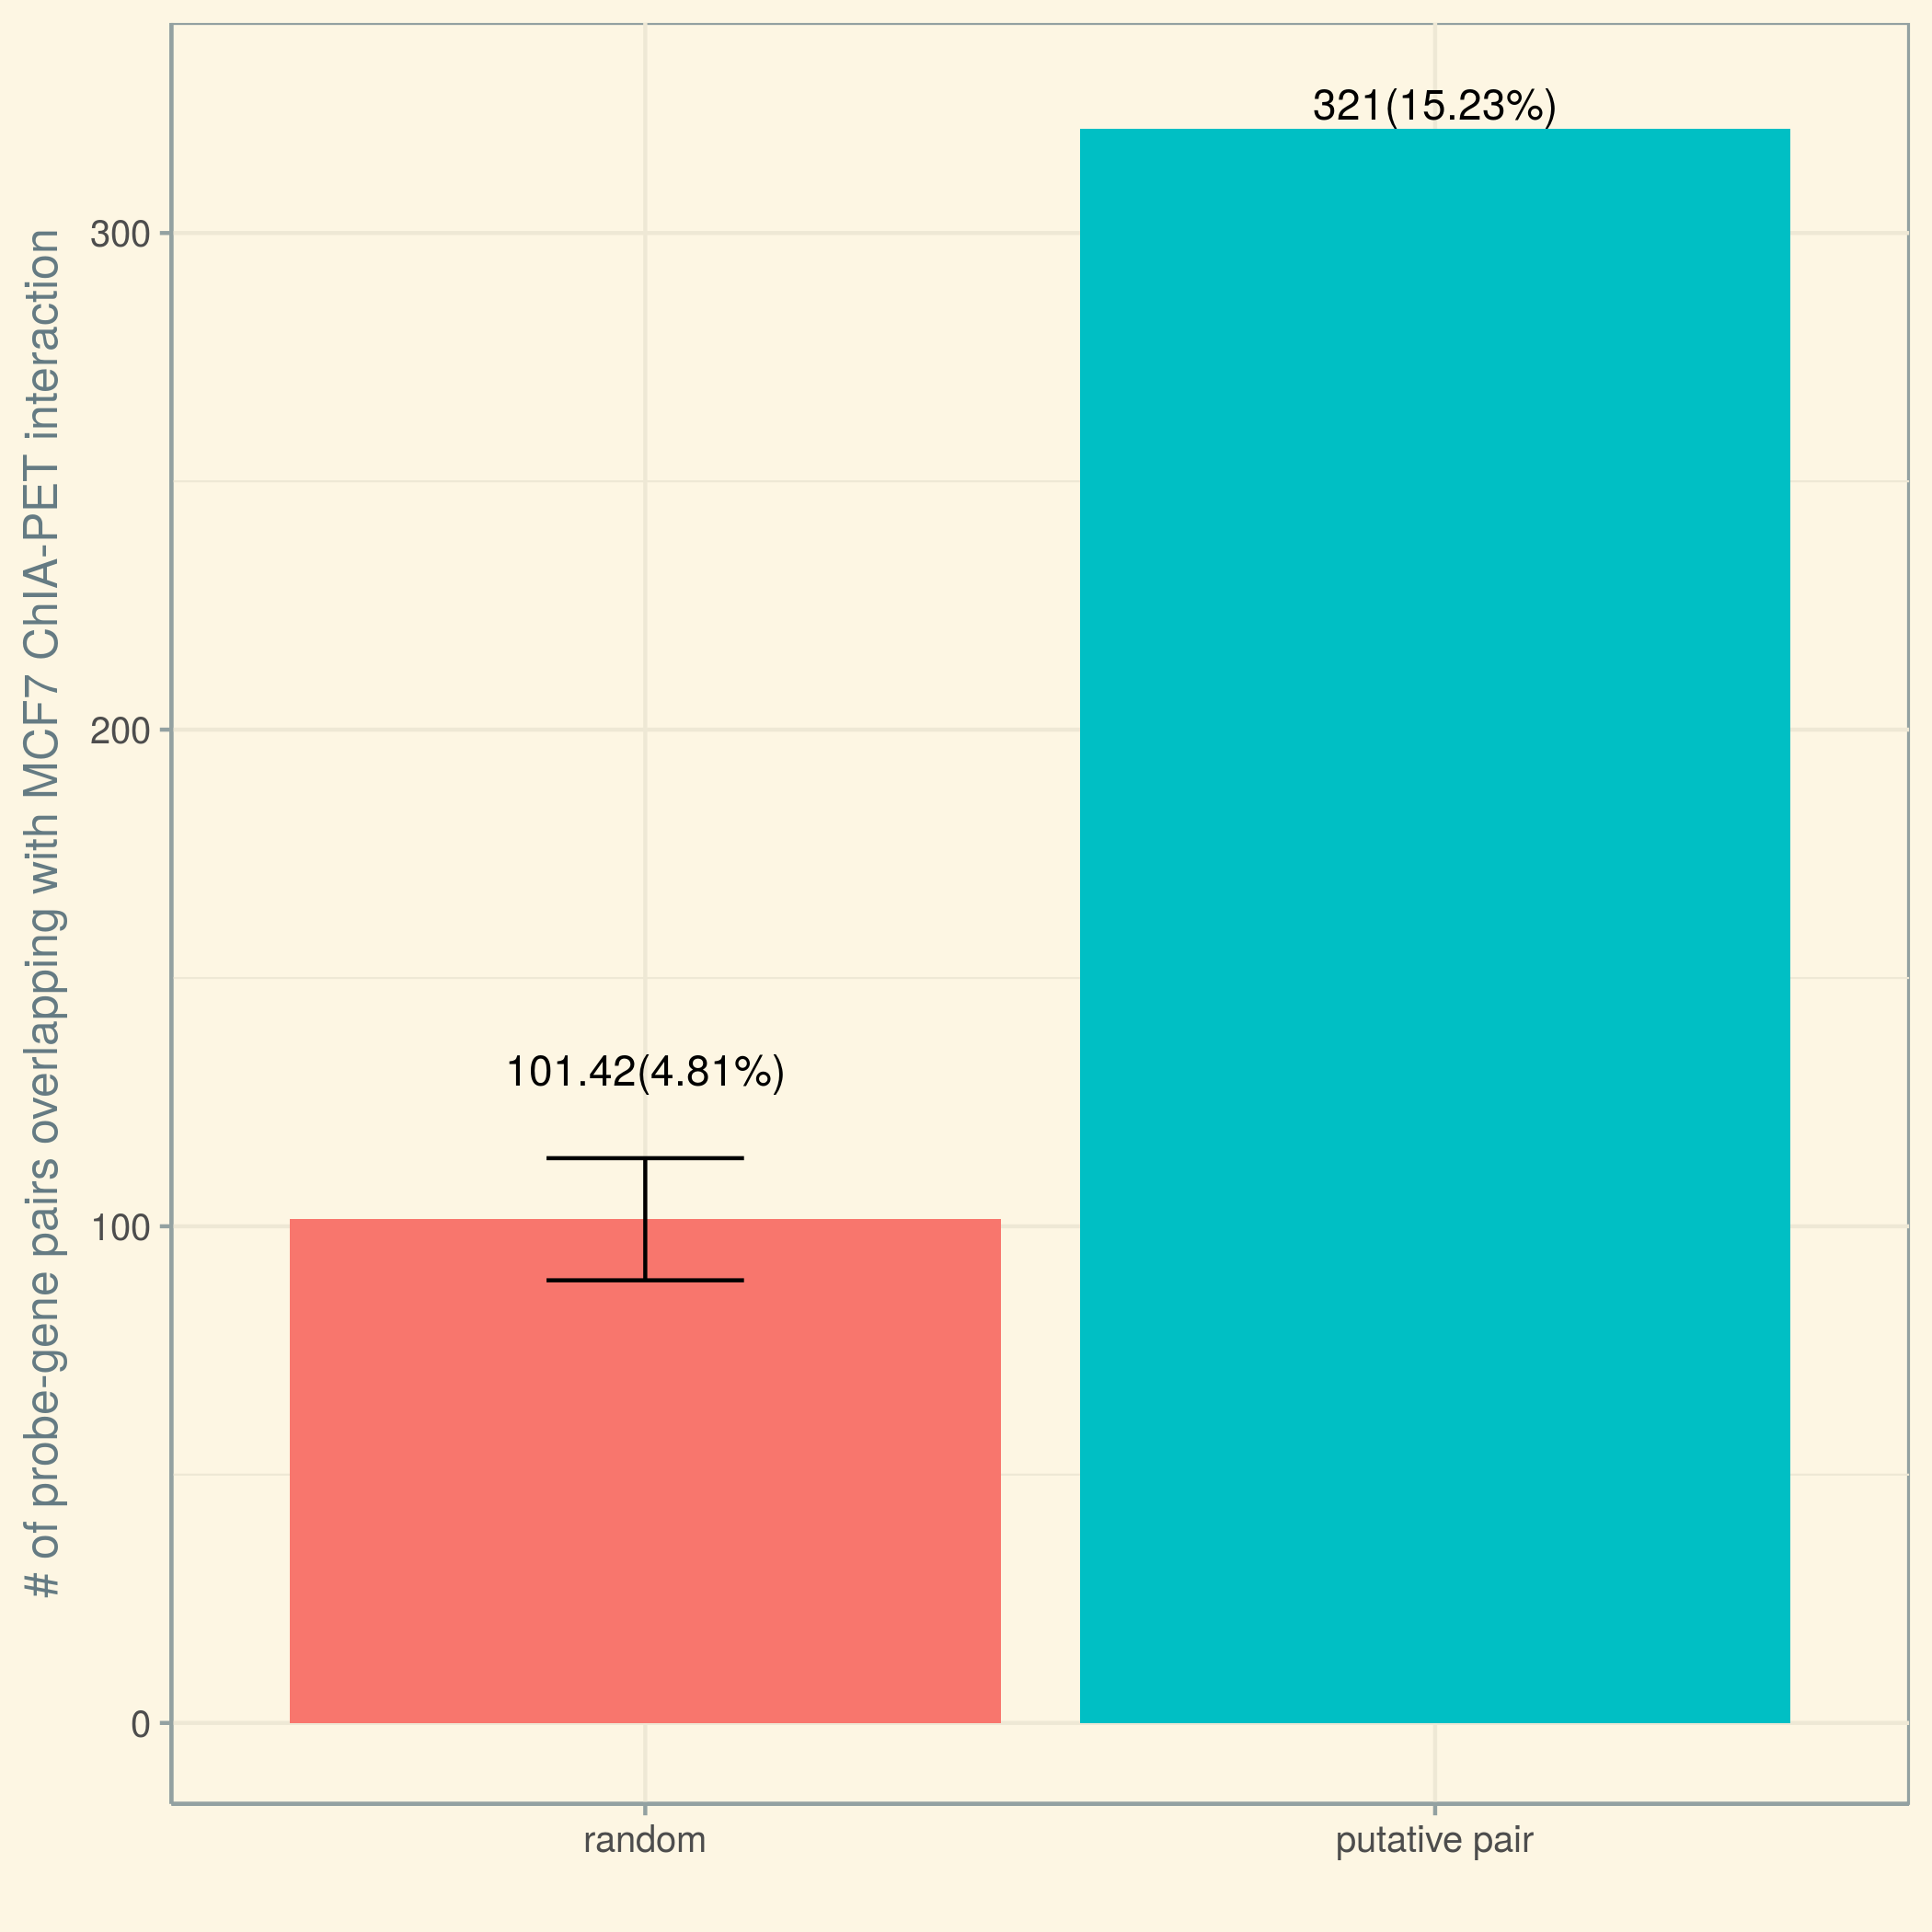 # of probe-gene pairs overlapping with MCF7 ChIA-PET interaction
321(15.23%)
300
200
101.42(4.81%)
100
0
random
putative pair